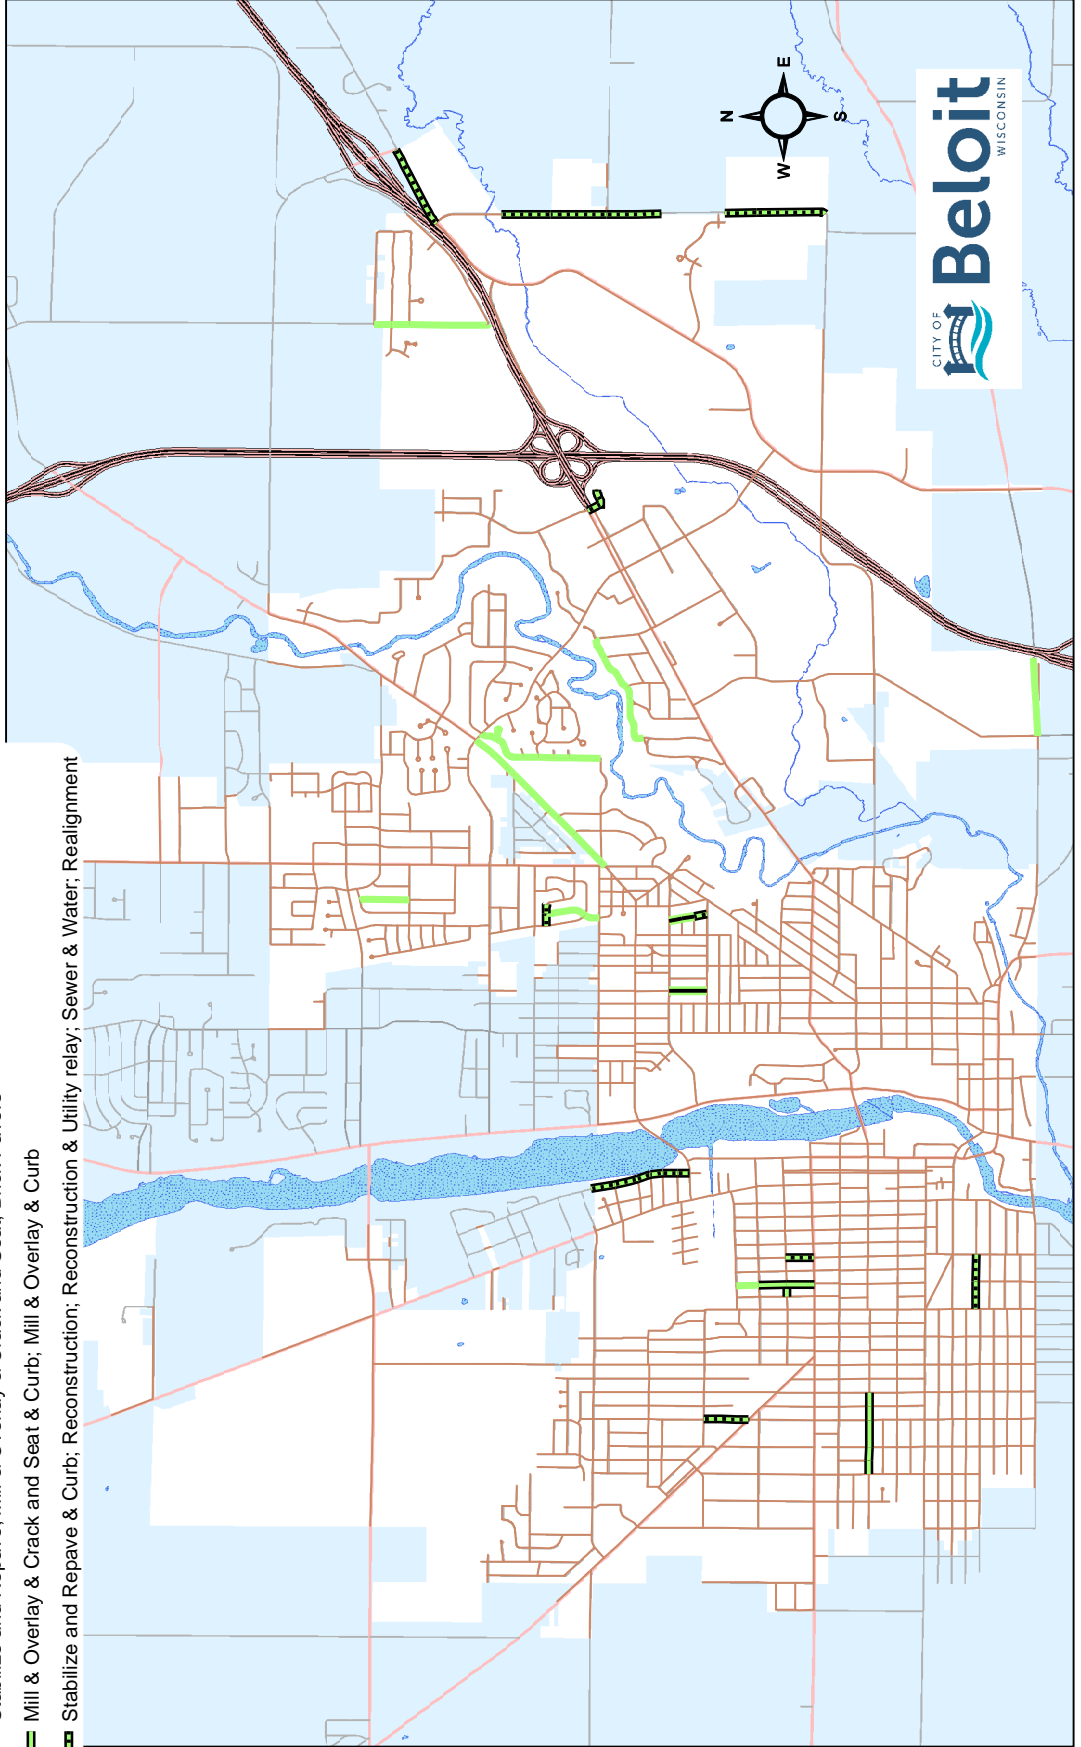 Mill & Overlay & Crack and Seat & Curb; Mill & Overlay & Curb
Stabilize and Repave & Curb; Reconstruction; Reconstruction & Utility relay; Sewer & Water; Realignment
N
E
S
W
CITY OF
Beloit
WISCONSIN